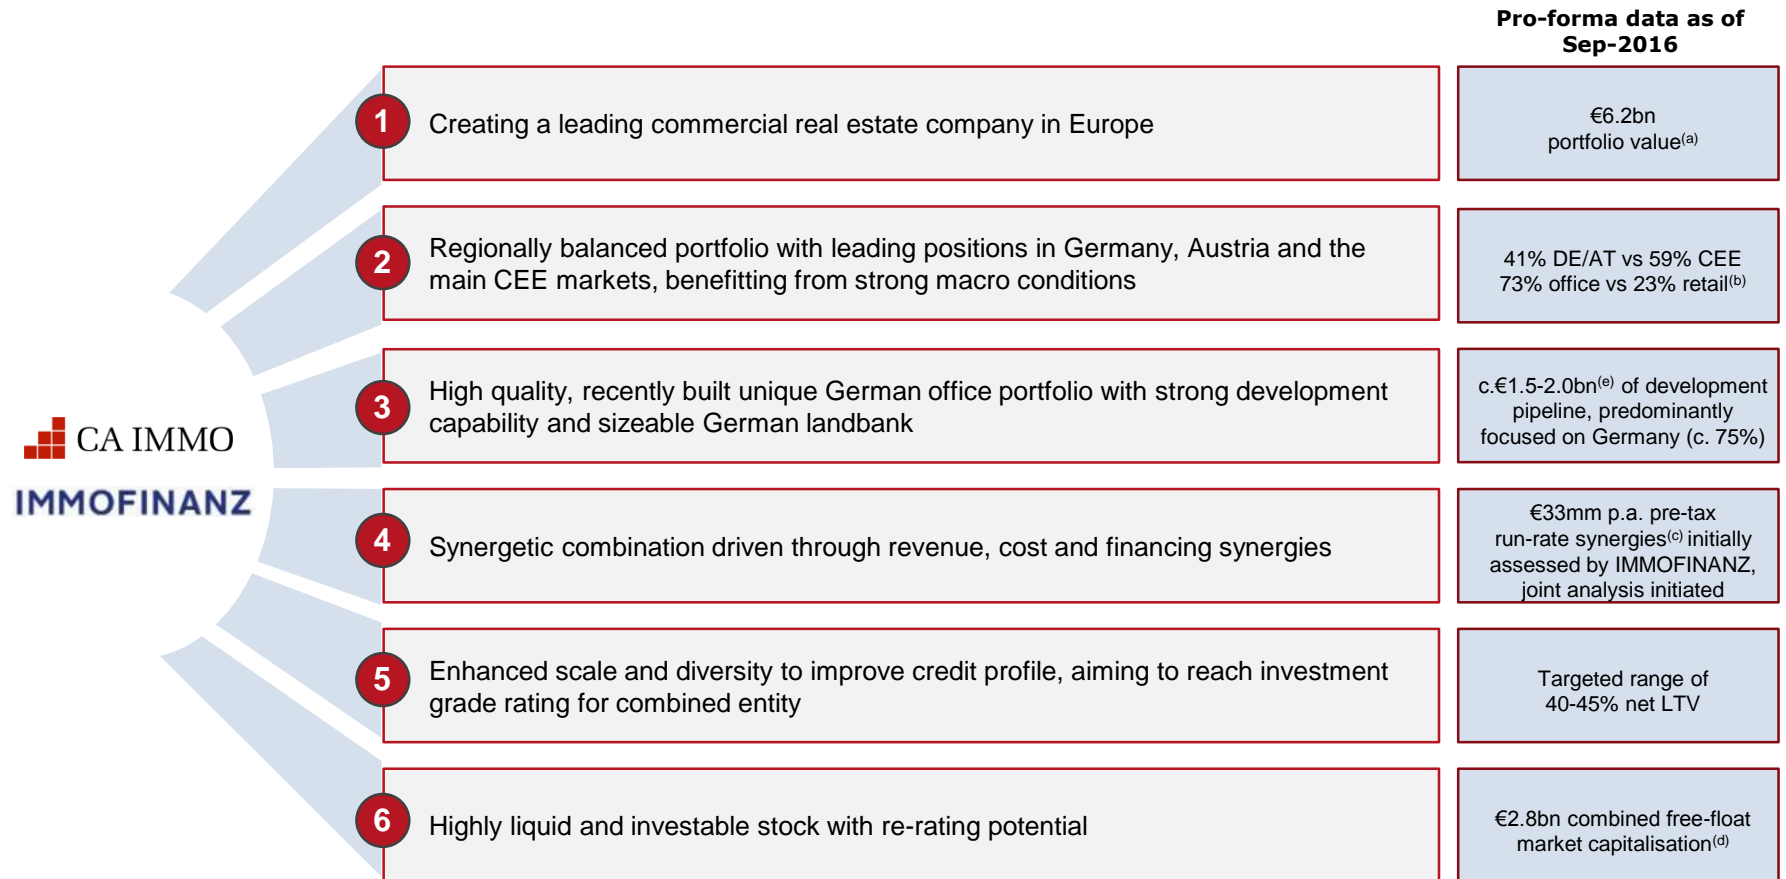 Pro-forma data as of
Sep-2016
1
Creating a leading commercial real estate company in Europe
€6.2bn
portfolio value(a)
2
Regionally balanced portfolio with leading positions in Germany, Austria and the
main CEE markets, benefitting from strong macro conditions
41% DE/AT vs 59% CEE
73% office vs 23% retail(b)
3
High quality, recently built unique German office portfolio with strong development
capability and sizeable German landbank
c.€1.5-2.0bn(e) of development
pipeline, predominantly
focused on Germany (c. 75%)
CA IMMO
IMMOFINANZ
4
Synergetic combination driven through revenue, cost and financing synergies
€33mm p.a. pre-tax
run-rate synergies(c) initially
assessed by IMMOFINANZ,
joint analysis initiated
5
Enhanced scale and diversity to improve credit profile, aiming to reach investment
grade rating for combined entity
Targeted range of
40-45% net LTV
6
Highly liquid and investable stock with re-rating potential
€2.8bn combined free-float
market capitalisation(d)